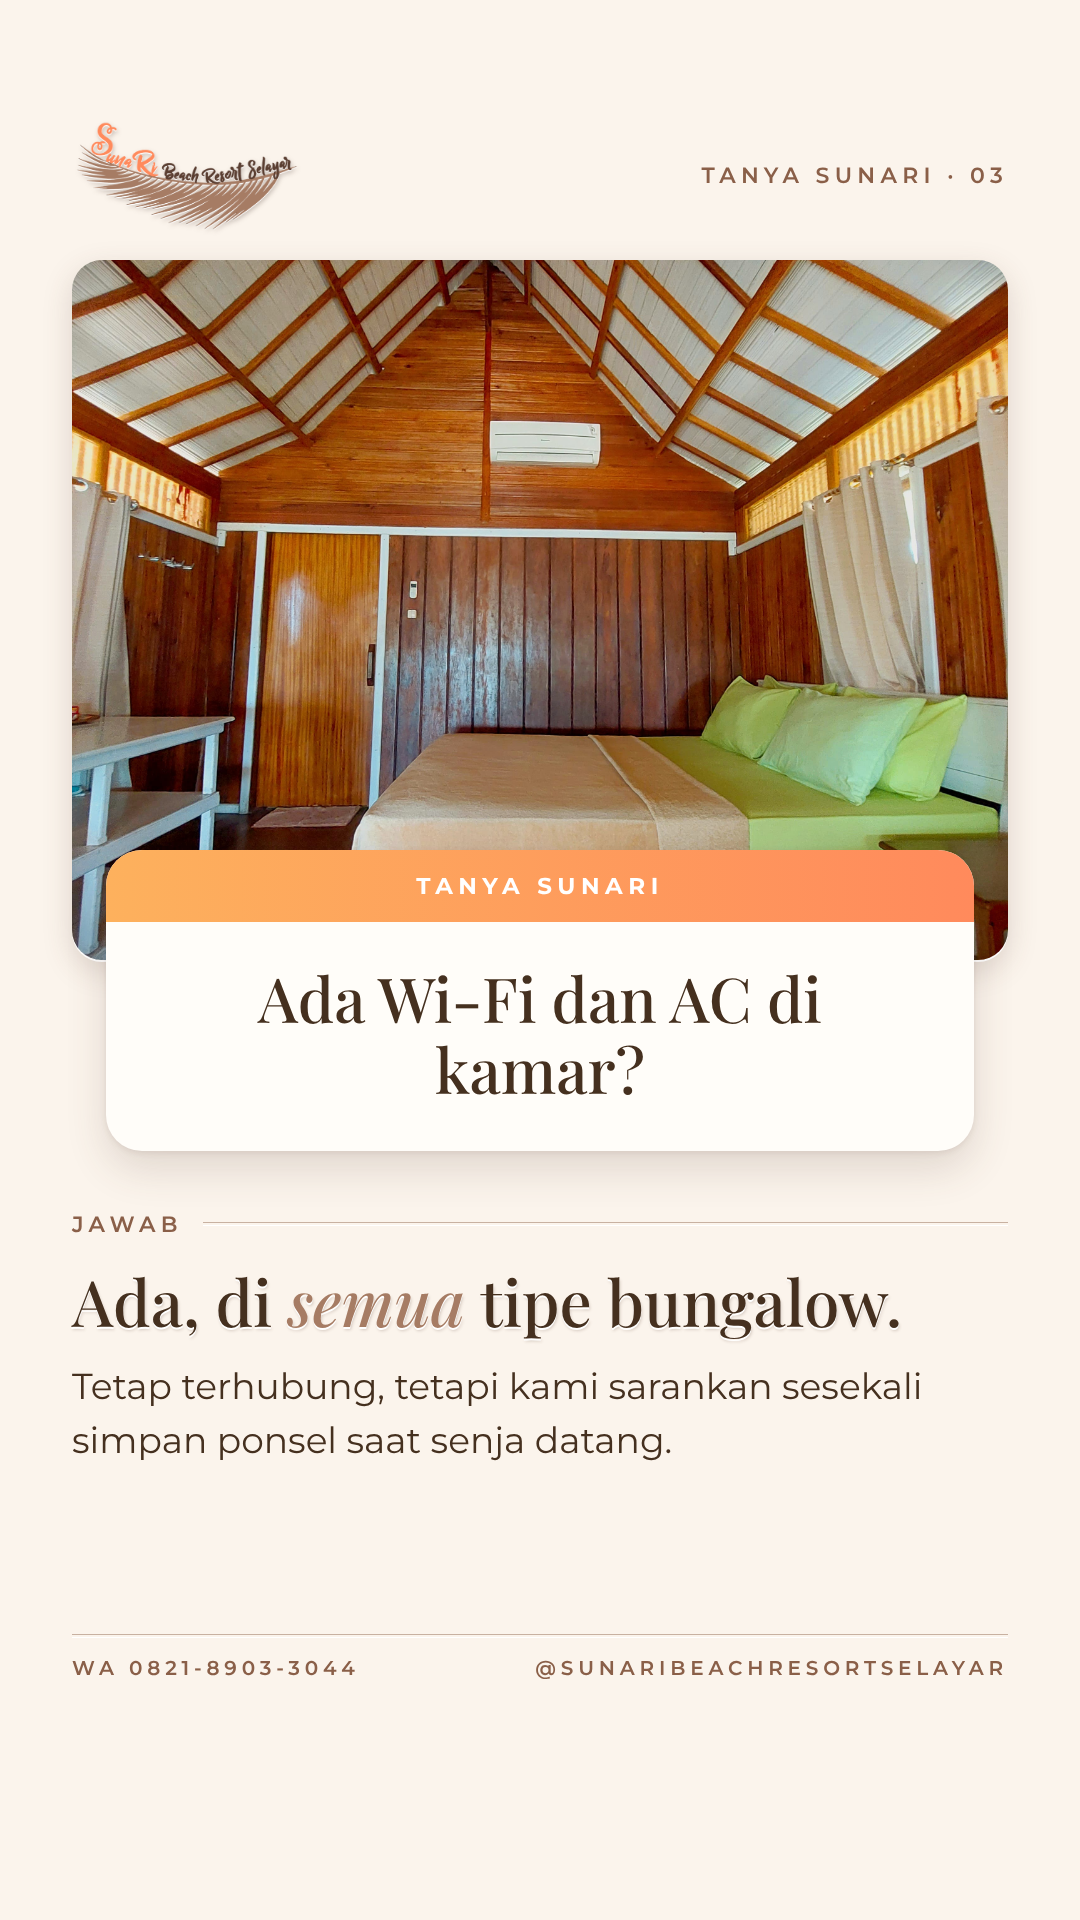 SunaRi Beach Resort Selayar
TANYA SUNARI · 03
TANYA SUNARI
Ada Wi-Fi dan AC di
kamar?
JAWAB
Ada, di semua tipe bungalow.
Tetap terhubung, tetapi kami sarankan sesekali
simpan ponsel saat senja datang.
WA 0821-8903-3044
@SUNARIBEACHRESORTSELAYAR